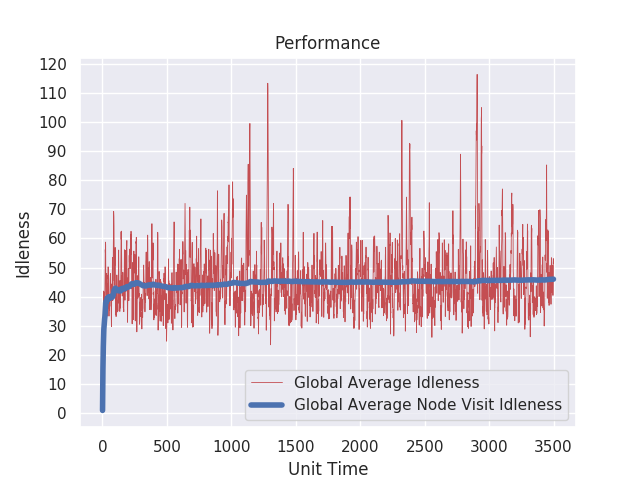 Performance
120
110
100
90
80
70
60
50
40
30
20
10
0
Idleness
Global Average Idleness
Global Average Node Visit Idleness
0 500 1000 1500 2000 2500 3000 3500
Unit Time